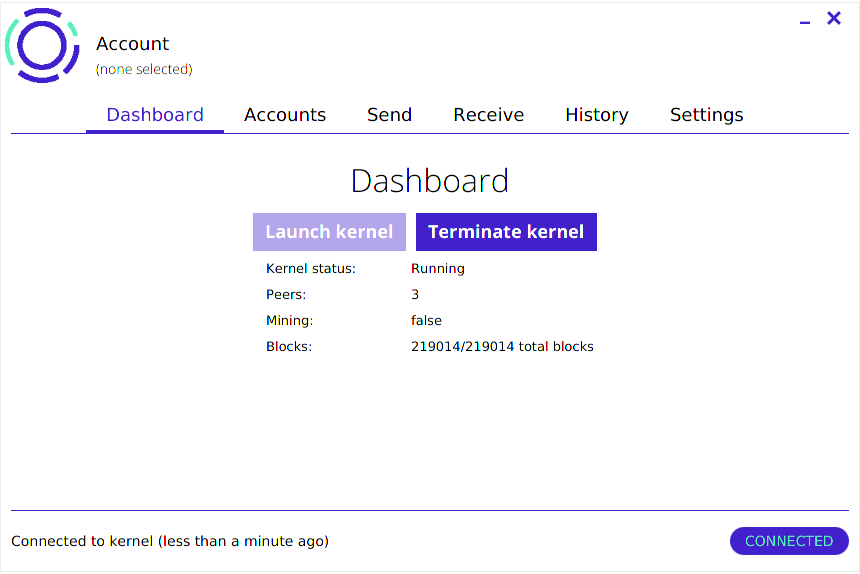 Account
(none selected)
Dashboard Accounts Send Receive History Settings
Dashboard
Launch kernel Terminate kernel
Kernel status: Running
Peers: 3
Mining: false
Blocks: 219014/219014 total blocks
Connected to kernel (less than a minute ago) CONNECTED